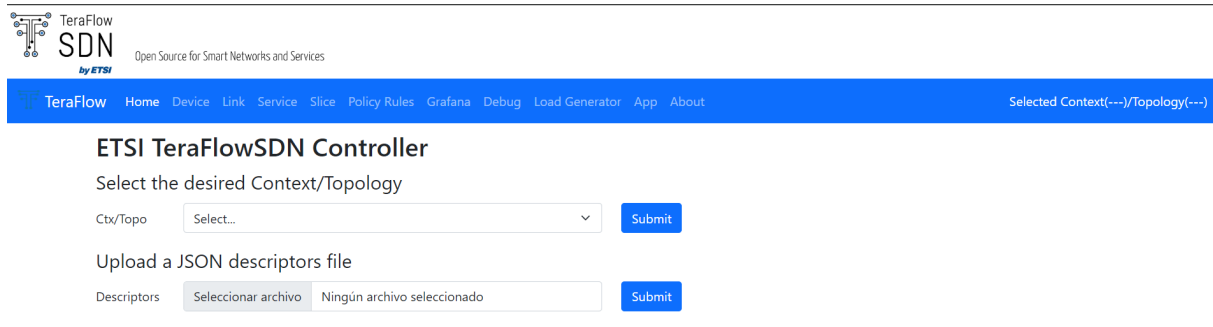 TeraFlow
SDN
by ETSI
Open Source for Smart Networks and Services
TeraFlow Home Device Link Service Slice Policy Rules Grafana Debug Load Generator App About Selected Context(---)/Topology(---)
ETSI TeraFlowSDN Controller
Select the desired Context/Topology
Ctx/Topo Select... Submit
Upload a JSON descriptors file
Descriptors Seleccionar archivo Ningún archivo seleccionado Submit